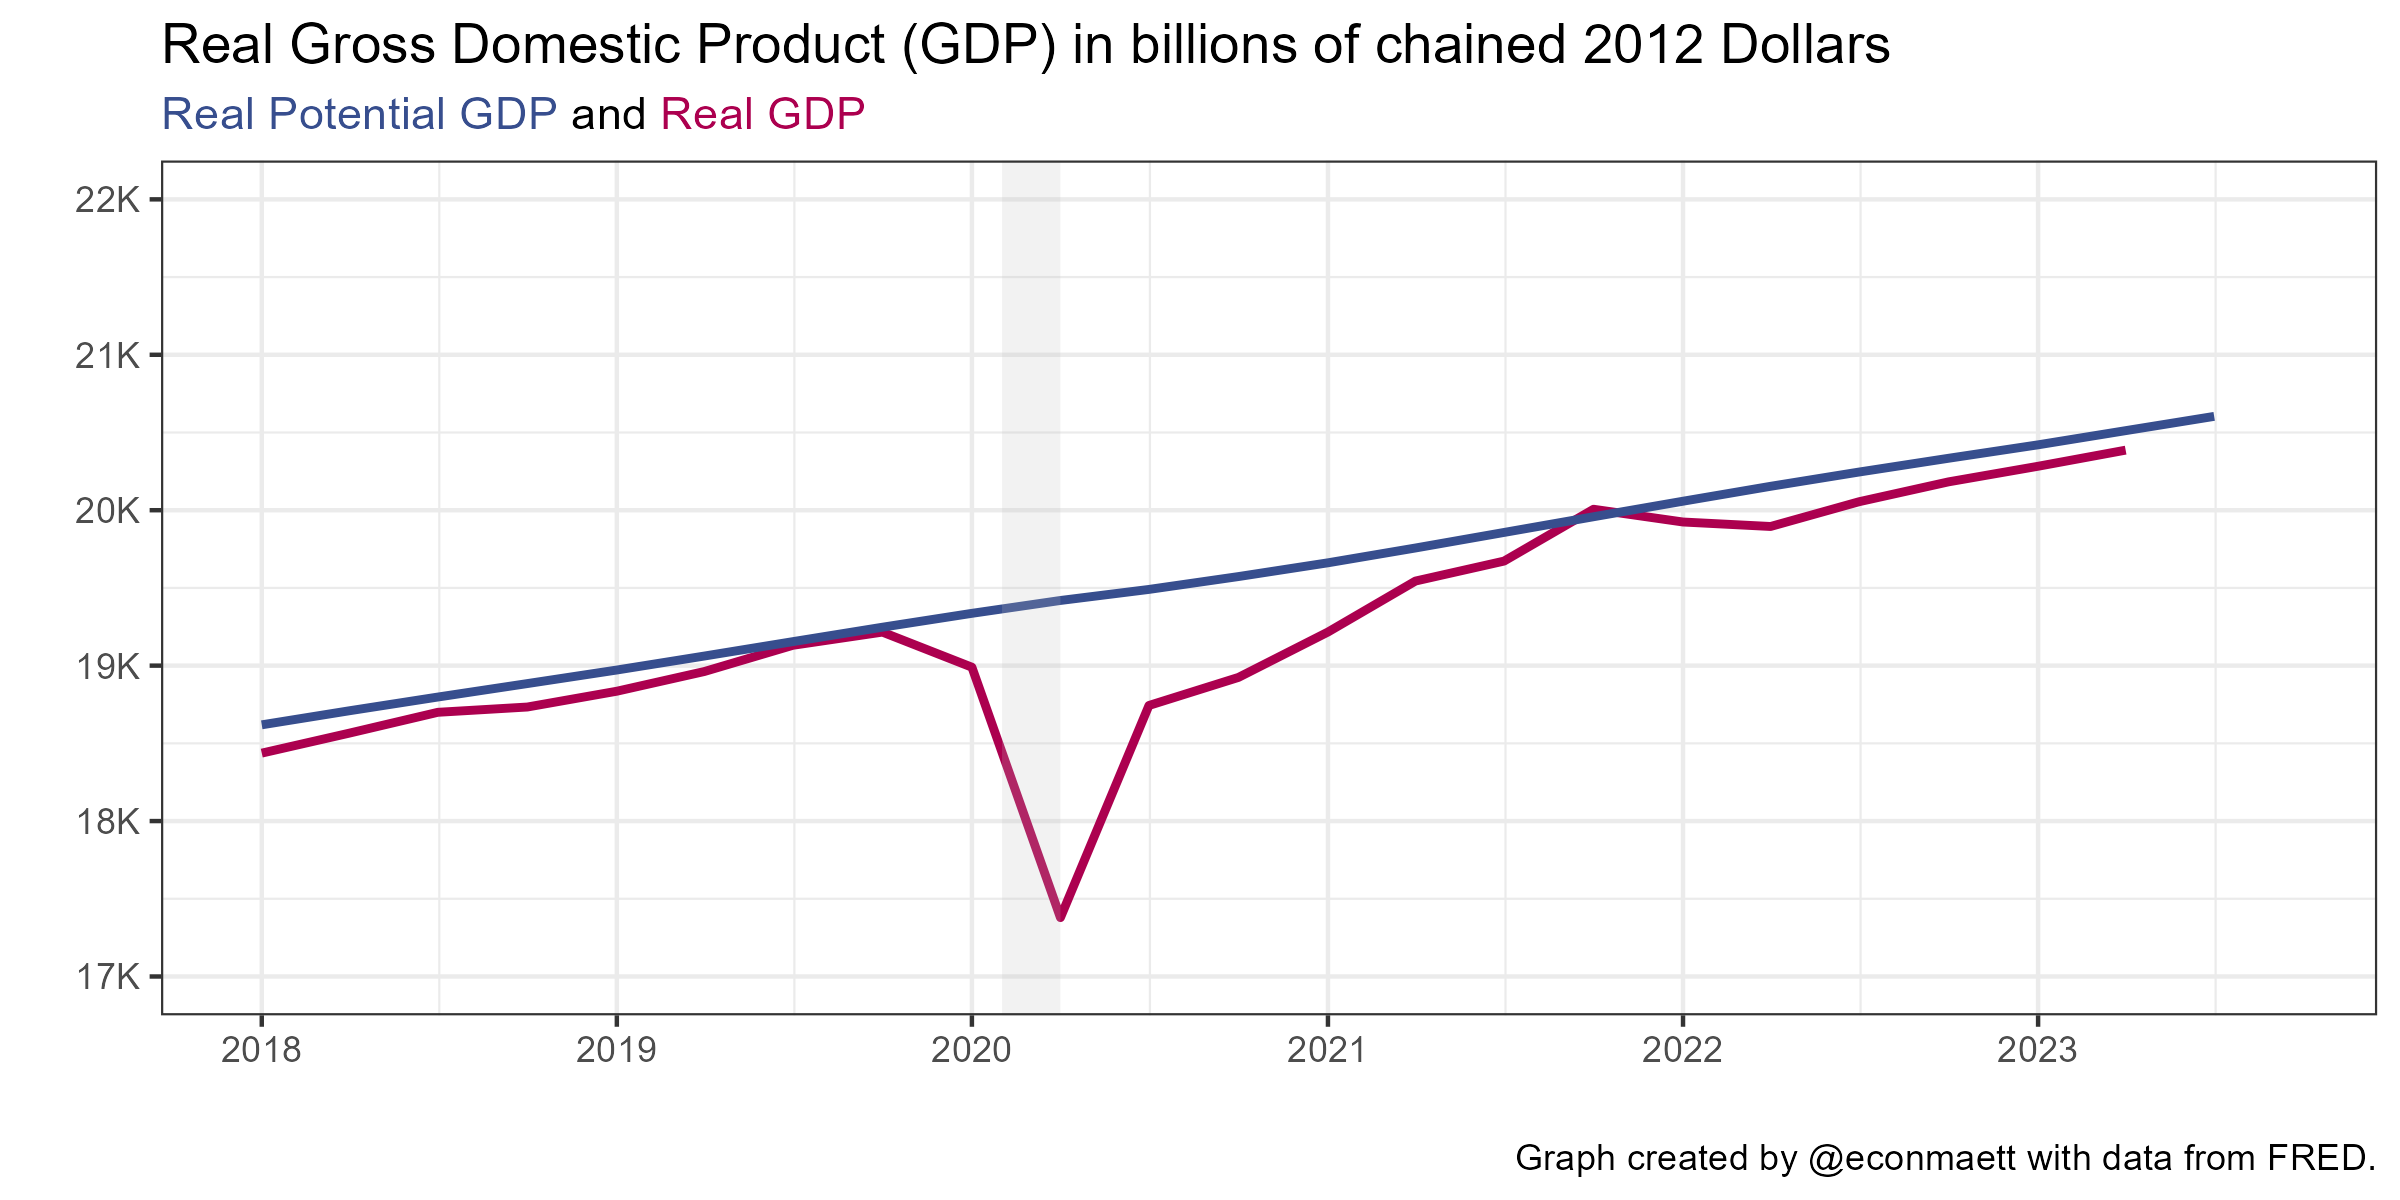 Real Gross Domestic Product (GDP) in billions of chained 2012 Dollars
Real Potential GDP and Real GDP
22K
21K
20K
19K
18K
17K
2018 2019 2020 2021 2022 2023
Graph created by @econmaett with data from FRED.